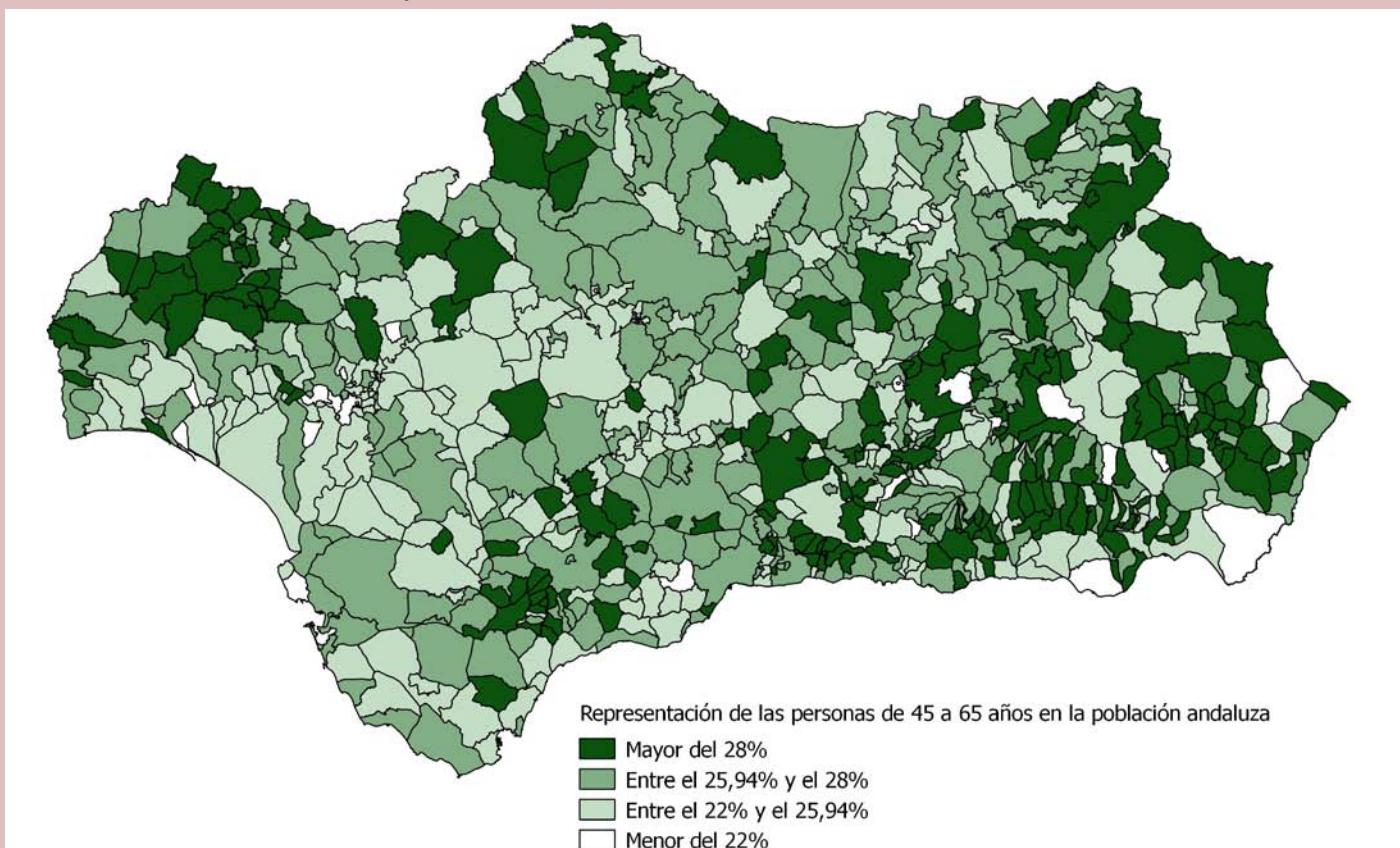 Representación de las personas de 45 a 65 años en la población andaluza
Mayor del 28%
Entre el 25,94% y el 28%
Entre el 22% y el 25,94%
Menor del 22%